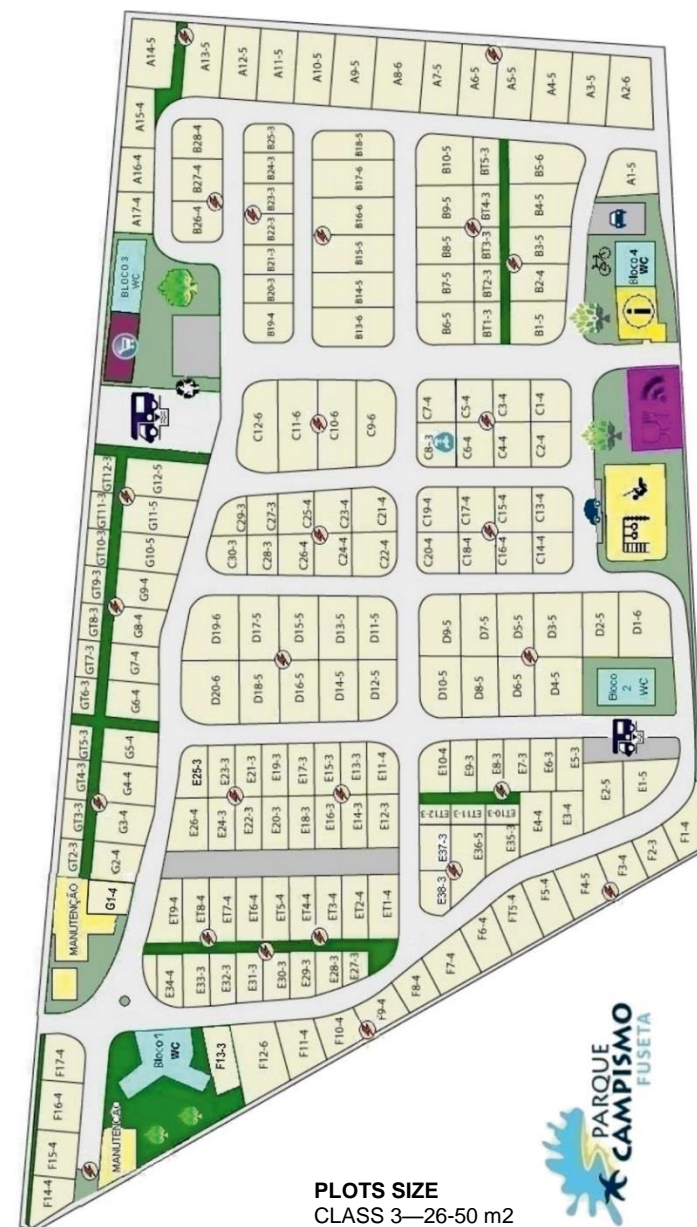 A14-5
A13-5
A12-5
A11-5
A10-5
A9-5
A8-6
A7-5
A6-5
A5-5
A4-5
A3-5
A2-6
A15-4
A16-4
A17-4
B28-4
B27-4
B26-4
B25-3
B24-3
B23-3
B22-3
B21-3
B20-3
B19-4
B18-5
B17-6
B16-6
B15-5
B14-5
B13-6
B10-5
B9-5
B8-5
B7-5
B6-5
BT5-3
BT4-3
BT3-3
BT2-3
BT1-3
B5-6
B4-5
B3-5
B2-4
B1-5
A1-5
BLOCO 3
WC
Bloco 4
WC
C12-6
C11-6
C10-6
C9-6
C7-4
C8-3
C5-4
C6-4
C3-4
C4-4
C1-4
C2-4
GT12-3
GT11-3
GT10-3
GT9-3
GT8-3
GT7-3
GT6-3
GT5-3
GT4-3
GT3-3
GT2-3
G12-5
G11-5
G10-5
G9-4
G8-4
G7-4
G6-4
G5-4
G4-4
G3-4
G2-4
G1-4
C29-3
C27-3
C25-4
C23-4
C21-4
C30-3
C28-3
C26-4
C24-4
C22-4
C19-4
C17-4
C15-4
C13-4
C20-4
C18-4
C16-4
C14-4
D19-6
D17-5
D15-5
D13-5
D11-5
D20-6
D18-5
D16-5
D14-5
D12-5
D9-5
D7-5
D5-5
D3-5
D2-5
D1-6
D10-5
D8-5
D6-5
D4-5
Bloco
2
WC
E25-3
E23-3
E21-3
E19-3
E17-3
E15-3
E13-3
E11-4
E26-4
E24-3
E22-3
E20-3
E18-3
E16-3
E14-3
E12-3
E10-4
E9-3
E8-3
E7-3
E6-3
E5-3
ET12-3
ET11-3
ET10-3
E4-4
E3-4
E2-5
E1-5
E38-3
E37-3
E36-5
E35-3
ET9-4
ET8-4
ET7-4
ET6-4
ET5-4
ET4-4
ET3-4
ET2-4
ET1-4
E34-4
E33-3
E32-3
E31-3
E30-3
E29-3
E28-3
E27-3
MANUTENÇÃO
F1-4
F2-3
F3-4
F4-5
F5-4
FT5-4
F6-4
F7-4
F8-4
F9-4
F10-4
F11-4
F12-6
F13-3
Bloco 1
WC
F17-4
F16-4
F15-4
F14-4
MANUTENÇÃO
PARQUE
CAMPISMO
FUSETA
PLOTS SIZE
CLASS 3—26-50 m2